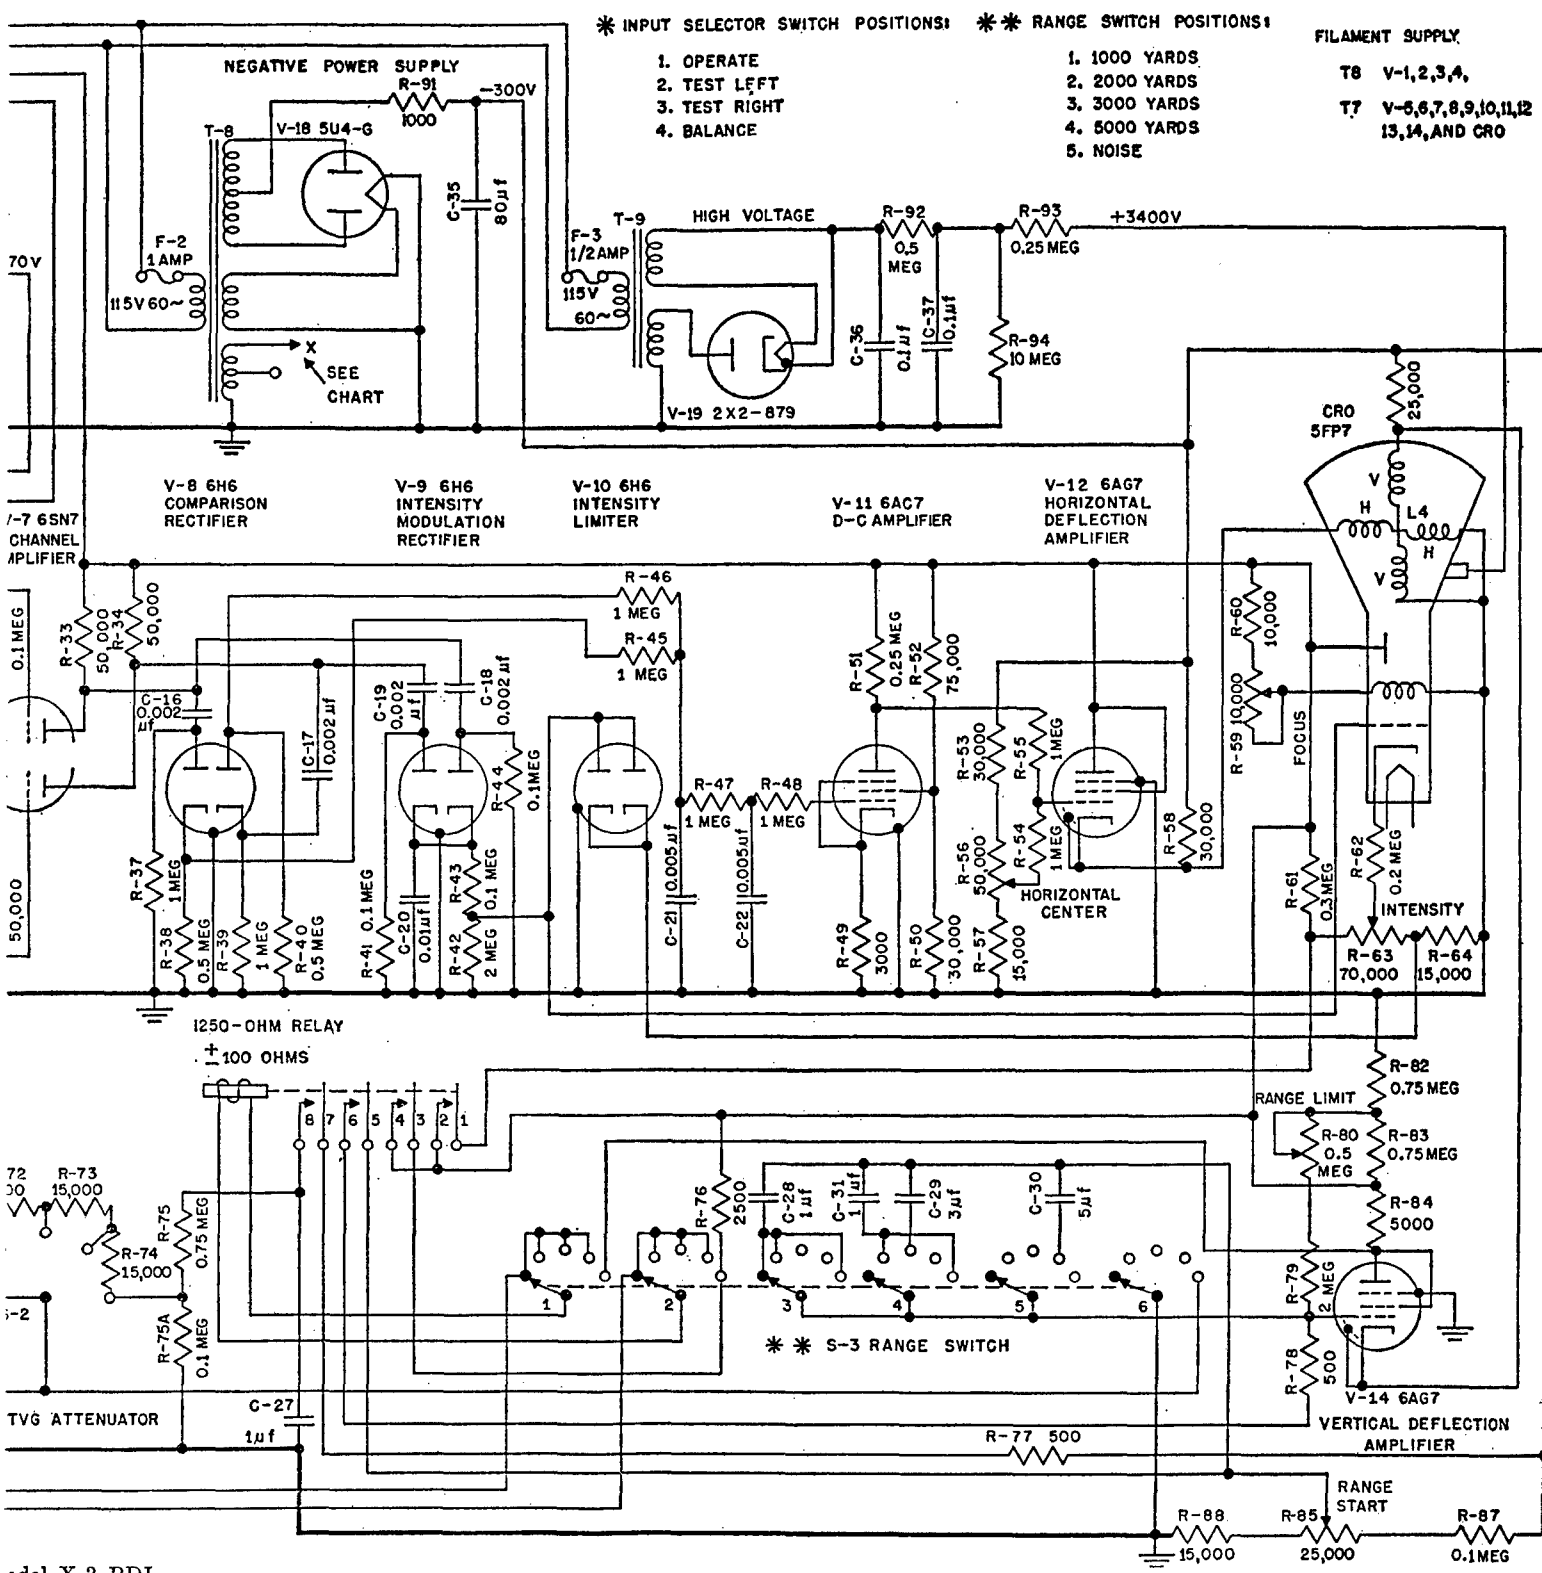 * INPUT SELECTOR SWITCH POSITIONS:
1. OPERATE
2. TEST LEFT
3. TEST RIGHT
4. BALANCE
** RANGE SWITCH POSITIONS:
1. 1000 YARDS
2. 2000 YARDS
3. 3000 YARDS
4. 5000 YARDS
5. NOISE
FILAMENT SUPPLY
T8 V-1,2,3,4,
T7 V-5,6,7,8,9,10,11,12
13,14, AND CRO
NEGATIVE POWER SUPPLY
R-91
1000
-300V
T-8
V-18 5U4-G
C-35
80µf
F-2
1 AMP
115V 60~
X
SEE
CHART
70V
T-9
HIGH VOLTAGE
F-3
1/2 AMP
115V
60~
V-19 2X2-879
R-92
0.5
MEG
R-93
0.25 MEG
+3400V
C-36
0.1µf
C-37
0.1µf
R-94
10 MEG
CRO
5FP7
25,000
V
H
L4
H
V
V-7 6SN7
CHANNEL
AMPLIFIER
V-8 6H6
COMPARISON
RECTIFIER
V-9 6H6
INTENSITY
MODULATION
RECTIFIER
V-10 6H6
INTENSITY
LIMITER
V-11 6AC7
D-C AMPLIFIER
V-12 6AG7
HORIZONTAL
DEFLECTION
AMPLIFIER
0.1 MEG
R-33
50,000
R-34
50,000
R-46
1 MEG
R-45
1 MEG
C-16
0.002
µf
C-17
0.002µf
C-19
0.002
µf
C-18
0.002µf
R-44
0.1MEG
R-51
0.25 MEG
R-52
75,000
R-53
30,000
R-55
1MEG
R-60
10,000
R-59 10,000
FOCUS
R-47
1 MEG
R-48
1 MEG
R-54
1 MEG
R-56
50,000
R-58
30,000
R-62
0.2 MEG
R-61
0.3 MEG
50,000
R-37
1 MEG
R-38
0.5 MEG
R-39
1 MEG
R-40
0.5 MEG
R-41 0.1 MEG
C-20
0.01µf
R-43
0.1 MEG
R-42
2 MEG
C-21 0.005µf
C-22 0.005µf
R-49
3000
R-50
30,000
R-57
15,000
HORIZONTAL
CENTER
INTENSITY
R-63
70,000
R-64
15,000
1250-OHM RELAY
±100 OHMS
8 7 6 5 4 3 2 1
RANGE LIMIT
R-82
0.75 MEG
R-80
0.5
MEG
R-83
0.75MEG
R-84
5000
72
00
R-73
15,000
R-74
15,000
R-75
0.75 MEG
R-75A
0.1 MEG
S-2
R-76
2500
C-28
1µf
C-31
1µf
C-29
3µf
C-30
5µf
1 2 3 4 5 6
** S-3 RANGE SWITCH
R-79
2 MEG
R-78
500
V-14 6AG7
VERTICAL DEFLECTION
AMPLIFIER
TVG ATTENUATOR
C-27
1µf
R-77 500
RANGE
START
R-88
15,000
R-85
25,000
R-87
0.1 MEG
odel X-3 BDI